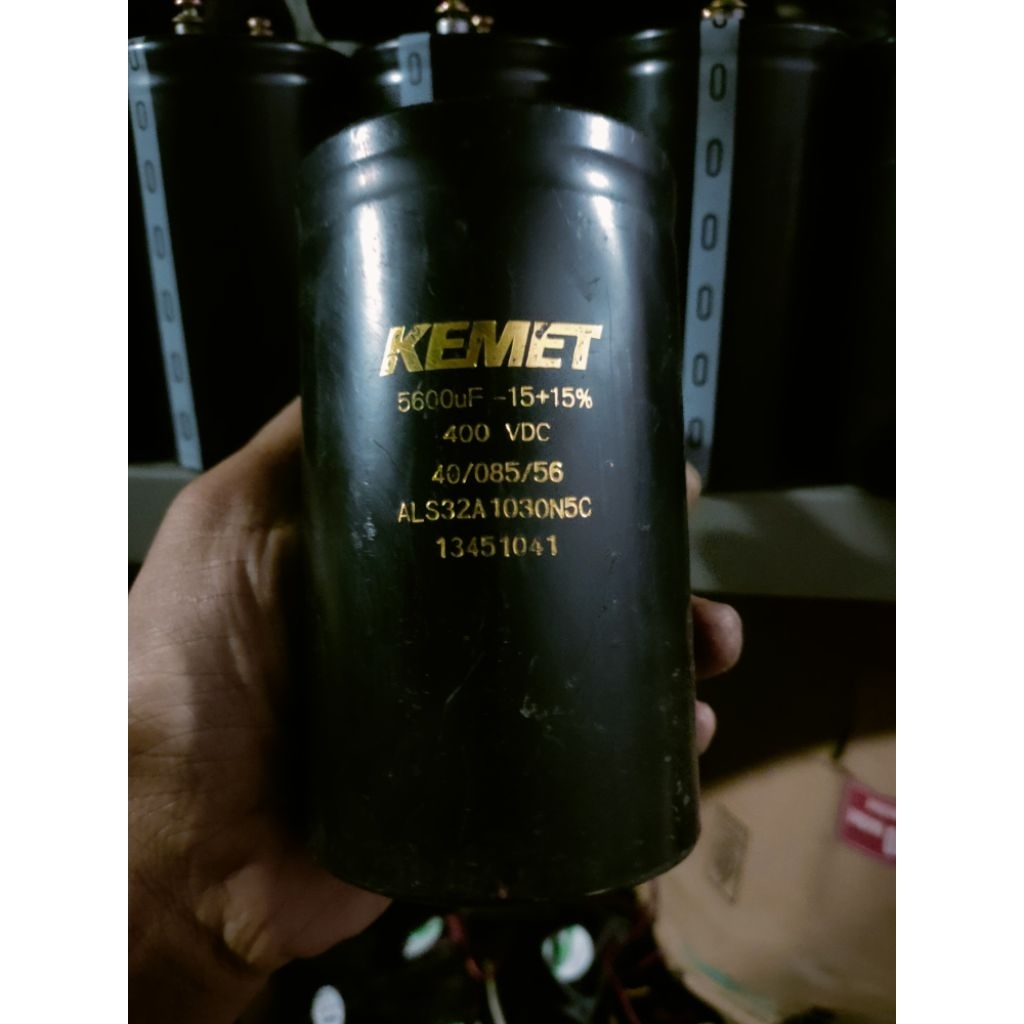 KEMET
5600uF -15+15%
400 VDC
40/085/56
ALS32A1030N5C
13451041